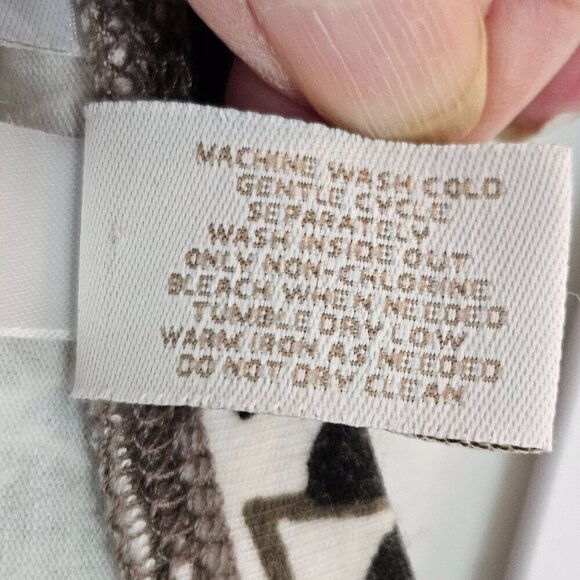 MACHINE WASH COLD
GENTLE CYCLE
SEPARATELY
WASH INSIDE OUT
ONLY NON-CHLORINE
BLEACH WHEN NEEDED
TUMBLE DRY LOW
WARM IRON AS NEEDED
DO NOT DRY CLEAN